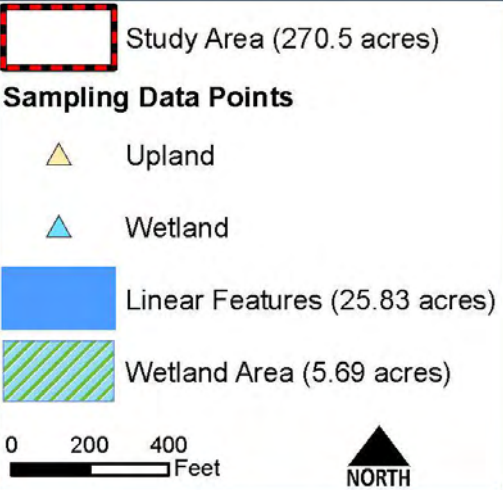 Study Area (270.5 acres)
Sampling Data Points
Upland
Wetland
Linear Features (25.83 acres)
Wetland Area (5.69 acres)
0 200 400
Feet
NORTH